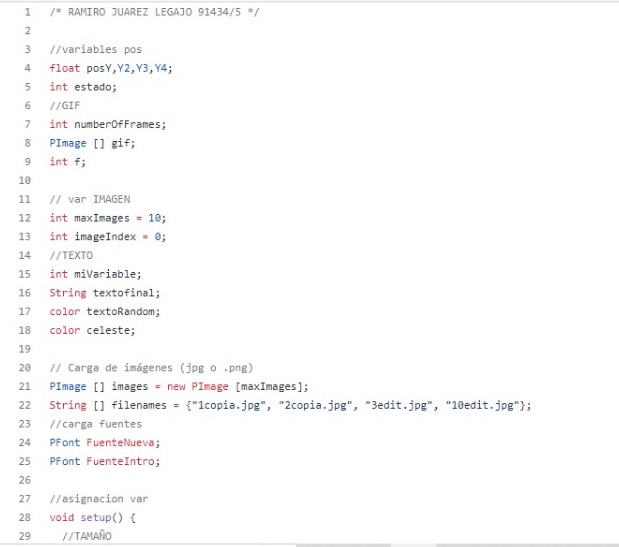 1 /* RAMIRO JUAREZ LEGAJO 91434/5 */
2
3 //variables pos
4 float posY,Y2,Y3,Y4;
5 int estado;
6 //GIF
7 int numberOfFrames;
8 PImage [] gif;
9 int f;
10
11 // var IMAGEN
12 int maxImages = 10;
13 int imageIndex = 0;
14 //TEXTO
15 int miVariable;
16 String textofinal;
17 color textoRandom;
18 color celeste;
19
20 // Carga de imágenes (jpg o .png)
21 PImage [] images = new PImage [maxImages];
22 String [] filenames = {"1copia.jpg", "2copia.jpg", "3edit.jpg", "10edit.jpg"};
23 //carga fuentes
24 PFont FuenteNueva;
25 PFont FuenteIntro;
26
27 //asignacion var
28 void setup() {
29 //TAMAÑO